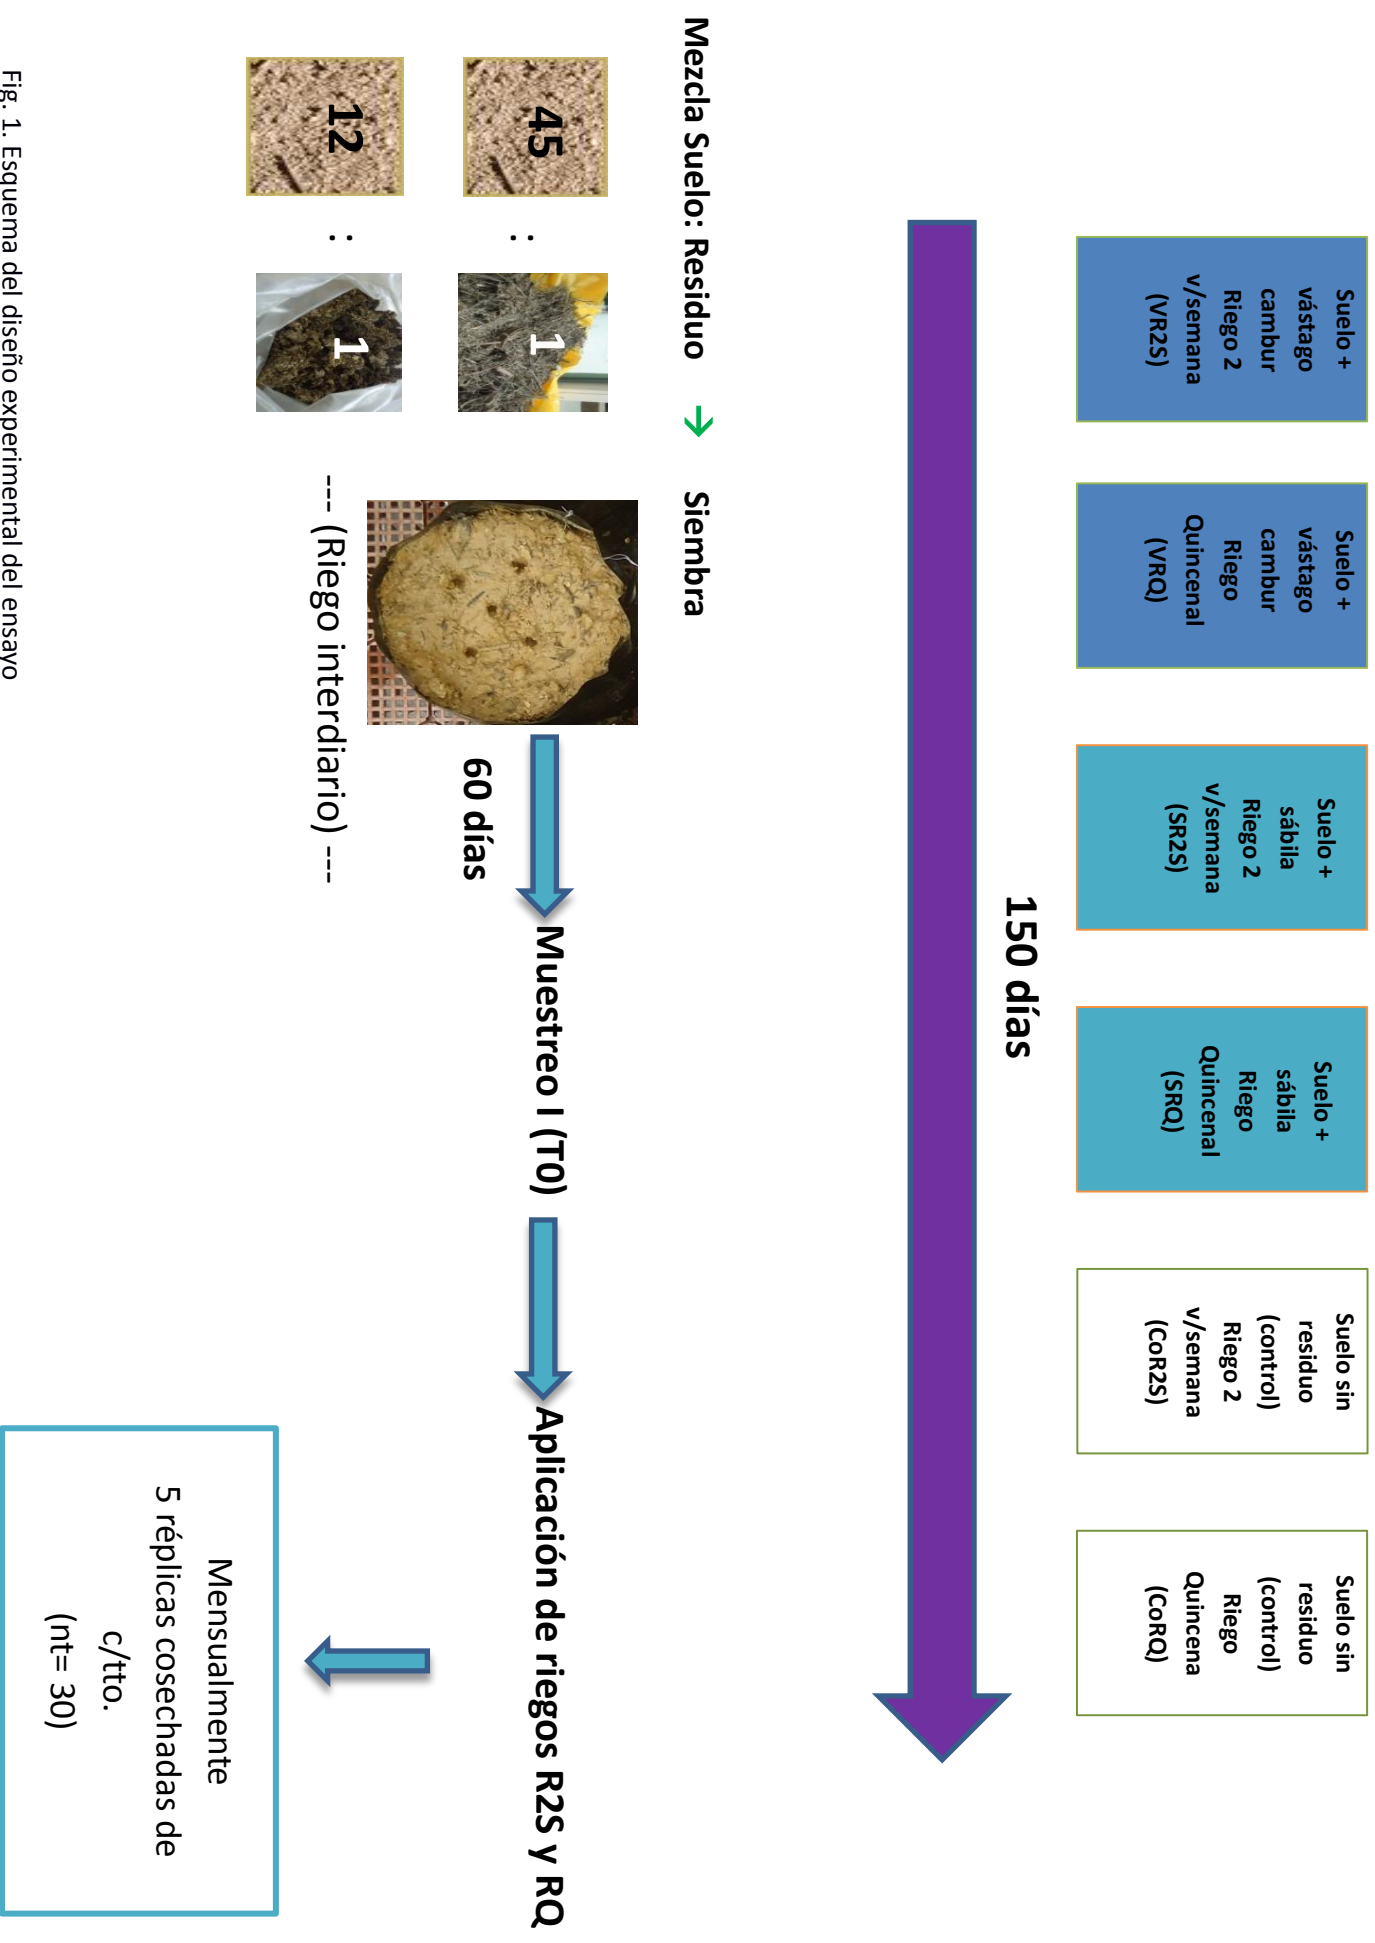 Suelo +
vástago
cambur
Riego 2
v/semana
(VR2S)
Suelo +
vástago
cambur
Riego
Quincenal
(VRQ)
Suelo +
sábila
Riego 2
v/semana
(SR2S)
Suelo +
sábila
Riego
Quincenal
(SRQ)
Suelo sin
residuo
(control)
Riego 2
v/semana
(CoR2S)
Suelo sin
residuo
(control)
Riego
Quincena
(CoRQ)
150 días
Mezcla Suelo: Residuo → Siembra
45 : 1
12 : 1
60 días
---- (Riego interdiario) ----
Muestreo I (T0)
Aplicación de riegos R2S y RQ
Mensualmente
5 réplicas cosechadas de
c/tto.
(nt= 30)
Fig. 1. Esquema del diseño experimental del ensayo